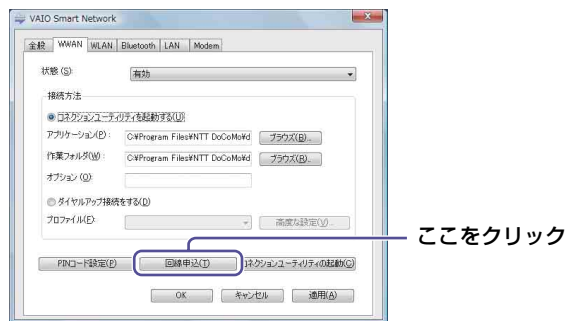 VAIO Smart Network
全般 WWAN WLAN Bluetooth LAN Modem
状態 (S): 有効
接続方法
コネクションユーティリティを起動する(U)
アプリケーション(P): C:¥Program Files¥NTT DoCoMo¥d ブラウズ(B)...
作業フォルダ(W): C:¥Program Files¥NTT DoCoMo¥d ブラウズ(R)...
オプション (O):
ダイヤルアップ接続をする(D)
プロファイル(F): 高度な設定(V)...
PINコード設定(P) 回線申込(T) コネクションユーティリティの起動(C)
ここをクリック
OK キャンセル 適用(A)